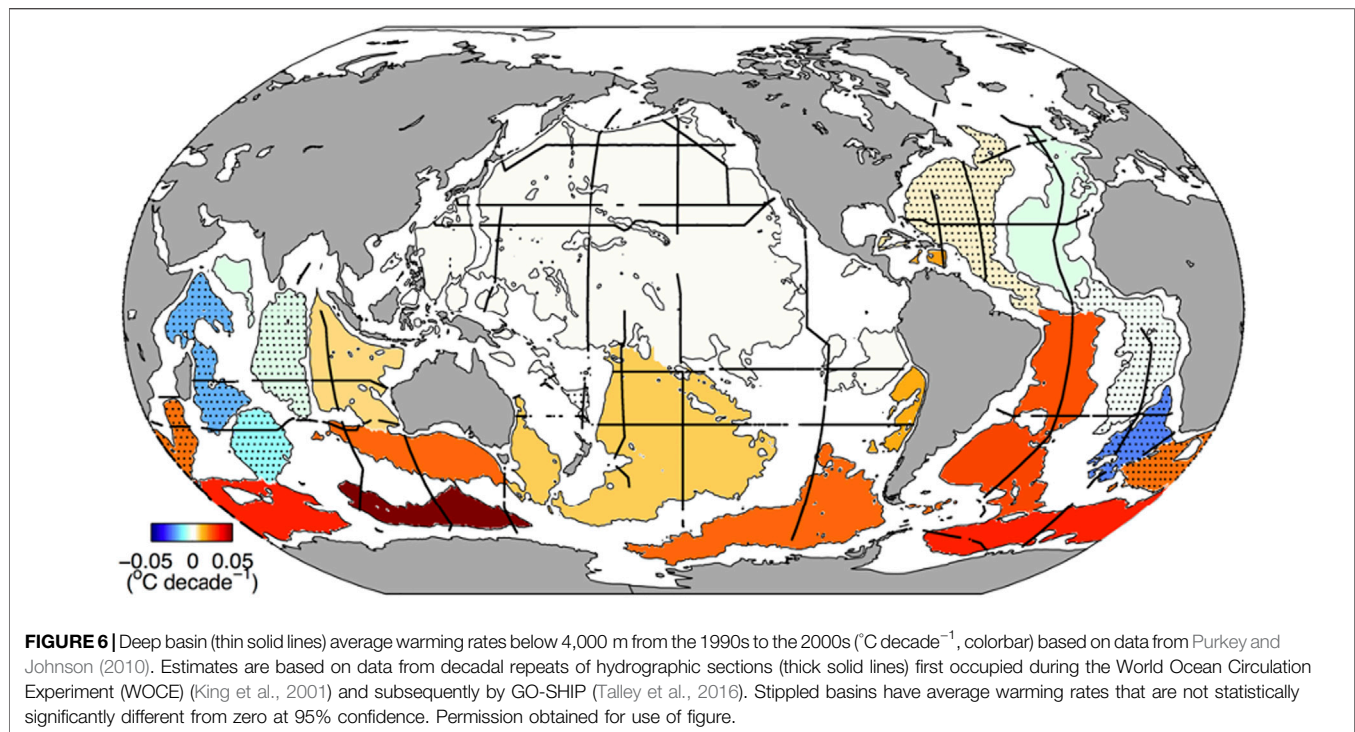 −0.05 0 0.05
(°C decade⁻¹)
FIGURE 6 | Deep basin (thin solid lines) average warming rates below 4,000 m from the 1990s to the 2000s (°C decade⁻¹, colorbar) based on data from Purkey and
Johnson (2010). Estimates are based on data from decadal repeats of hydrographic sections (thick solid lines) first occupied during the World Ocean Circulation
Experiment (WOCE) (King et al., 2001) and subsequently by GO-SHIP (Talley et al., 2016). Stippled basins have average warming rates that are not statistically
significantly different from zero at 95% confidence. Permission obtained for use of figure.